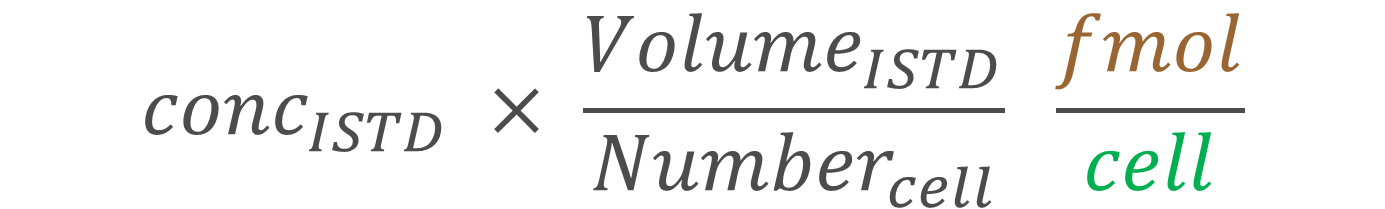 conc_ISTD × Volume_ISTD / Number_cell fmol / cell